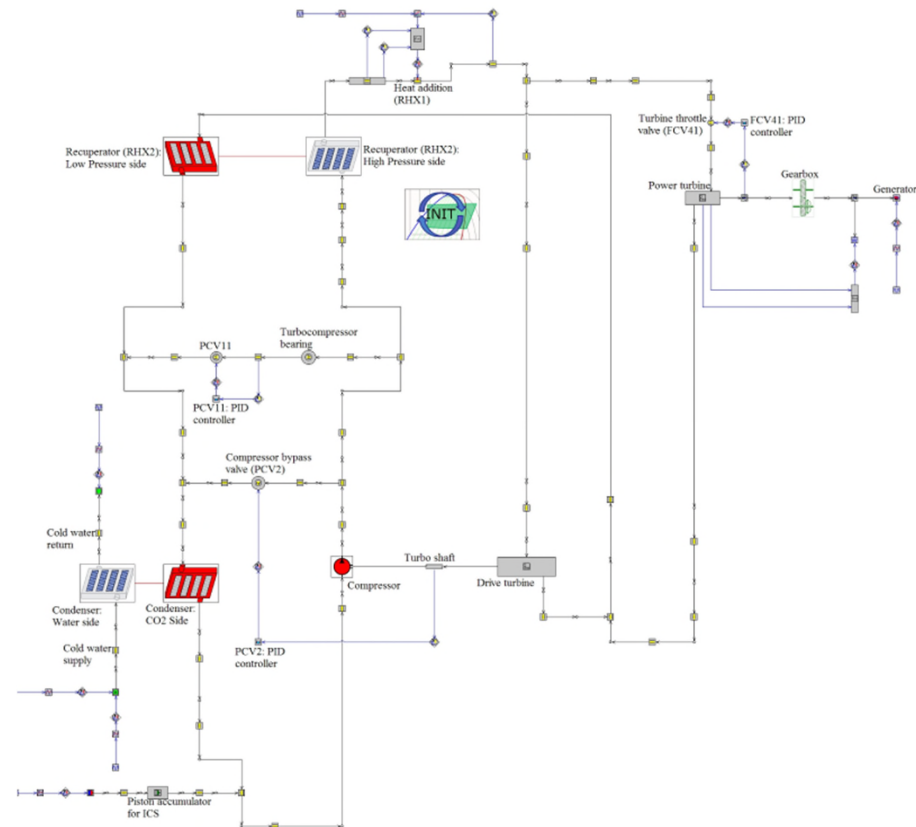 Heat addition
(RHX1)
Recuperator (RHX2):
Low Pressure side
Recuperator (RHX2):
High Pressure side
Turbine throttle
valve (FCV41)
FCV41: PID
controller
Power turbine
Gearbox
Generator
INIT
PCV11
Turbocompressor
bearing
PCV11: PID
controller
Compressor bypass
valve (PCV2)
Cold water
return
Condenser:
Water side
Condenser:
CO2 Side
Compressor
Turbo shaft
Drive turbine
Cold water
supply
PCV2: PID
controller
Piston accumulator
for ICS